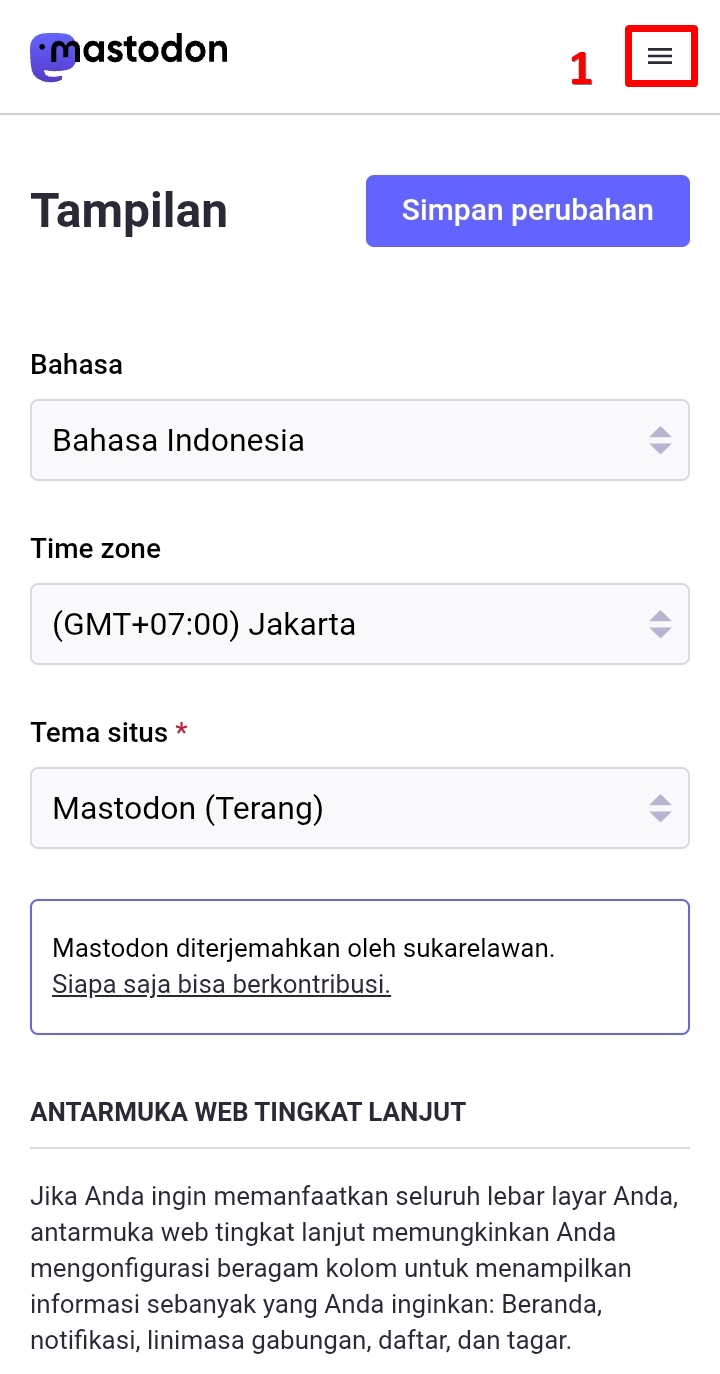 mastodon
1
Tampilan
Simpan perubahan
Bahasa
Bahasa Indonesia
Time zone
(GMT+07:00) Jakarta
Tema situs *
Mastodon (Terang)
Mastodon diterjemahkan oleh sukarelawan.
Siapa saja bisa berkontribusi.
ANTARMUKA WEB TINGKAT LANJUT
Jika Anda ingin memanfaatkan seluruh lebar layar Anda,
antarmuka web tingkat lanjut memungkinkan Anda
mengonfigurasi beragam kolom untuk menampilkan
informasi sebanyak yang Anda inginkan: Beranda,
notifikasi, linimasa gabungan, daftar, dan tagar.